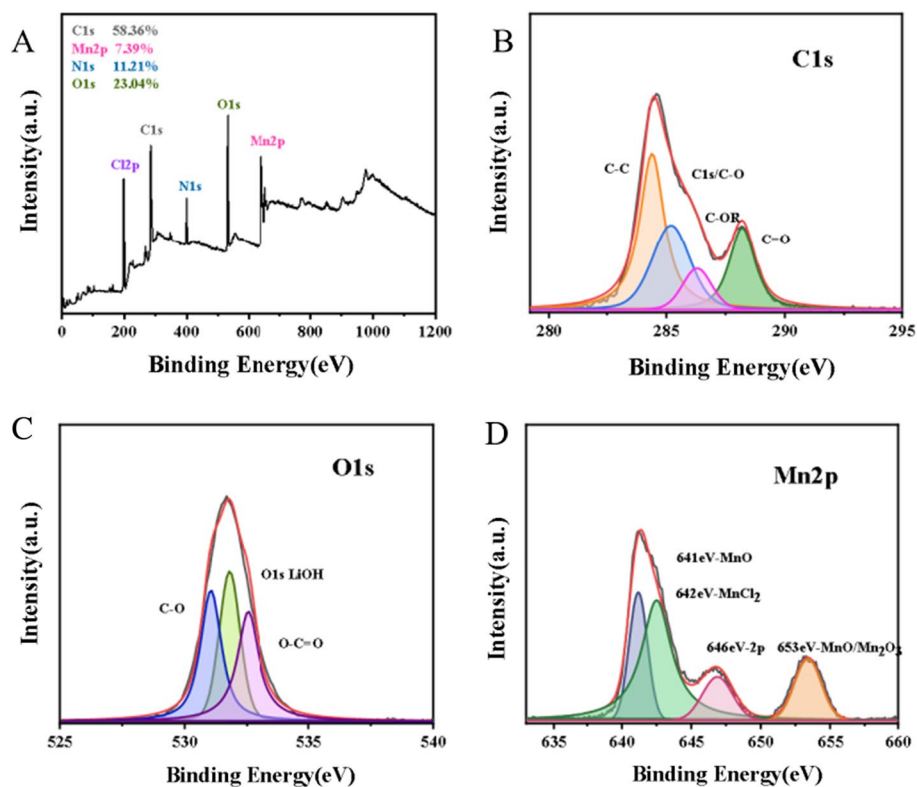 A
C1s 58.36%
Mn2p 7.39%
N1s 11.21%
O1s 23.04%
O1s
C1s
Mn2p
Cl2p
N1s
Intensity(a.u.)
0 200 400 600 800 1000 1200
Binding Energy(eV)
B
C1s
C-C
C1s/C-O
C-OR
C=O
Intensity(a.u.)
280 285 290 295
Binding Energy(eV)
C
O1s
O1s LiOH
C-O
O-C=O
Intensity(a.u.)
525 530 535 540
Binding Energy(eV)
D
Mn2p
641eV-MnO
642eV-MnCl₂
646eV-2p 653eV-MnO/Mn₂O₃
Intensity(a.u.)
635 640 645 650 655 660
Binding Energy(eV)